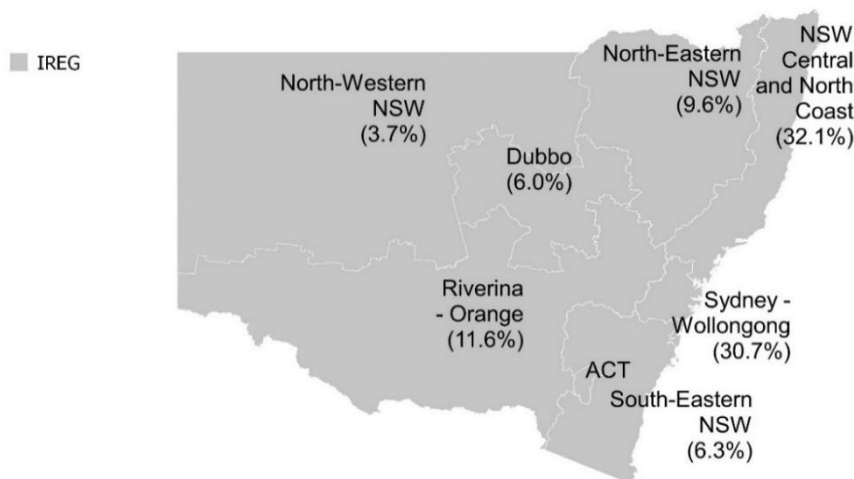 IREG
North-Western
NSW
(3.7%)
North-Eastern
NSW
(9.6%)
NSW
Central
and North
Coast
(32.1%)
Dubbo
(6.0%)
Riverina
- Orange
(11.6%)
Sydney -
Wollongong
(30.7%)
ACT
South-Eastern
NSW
(6.3%)